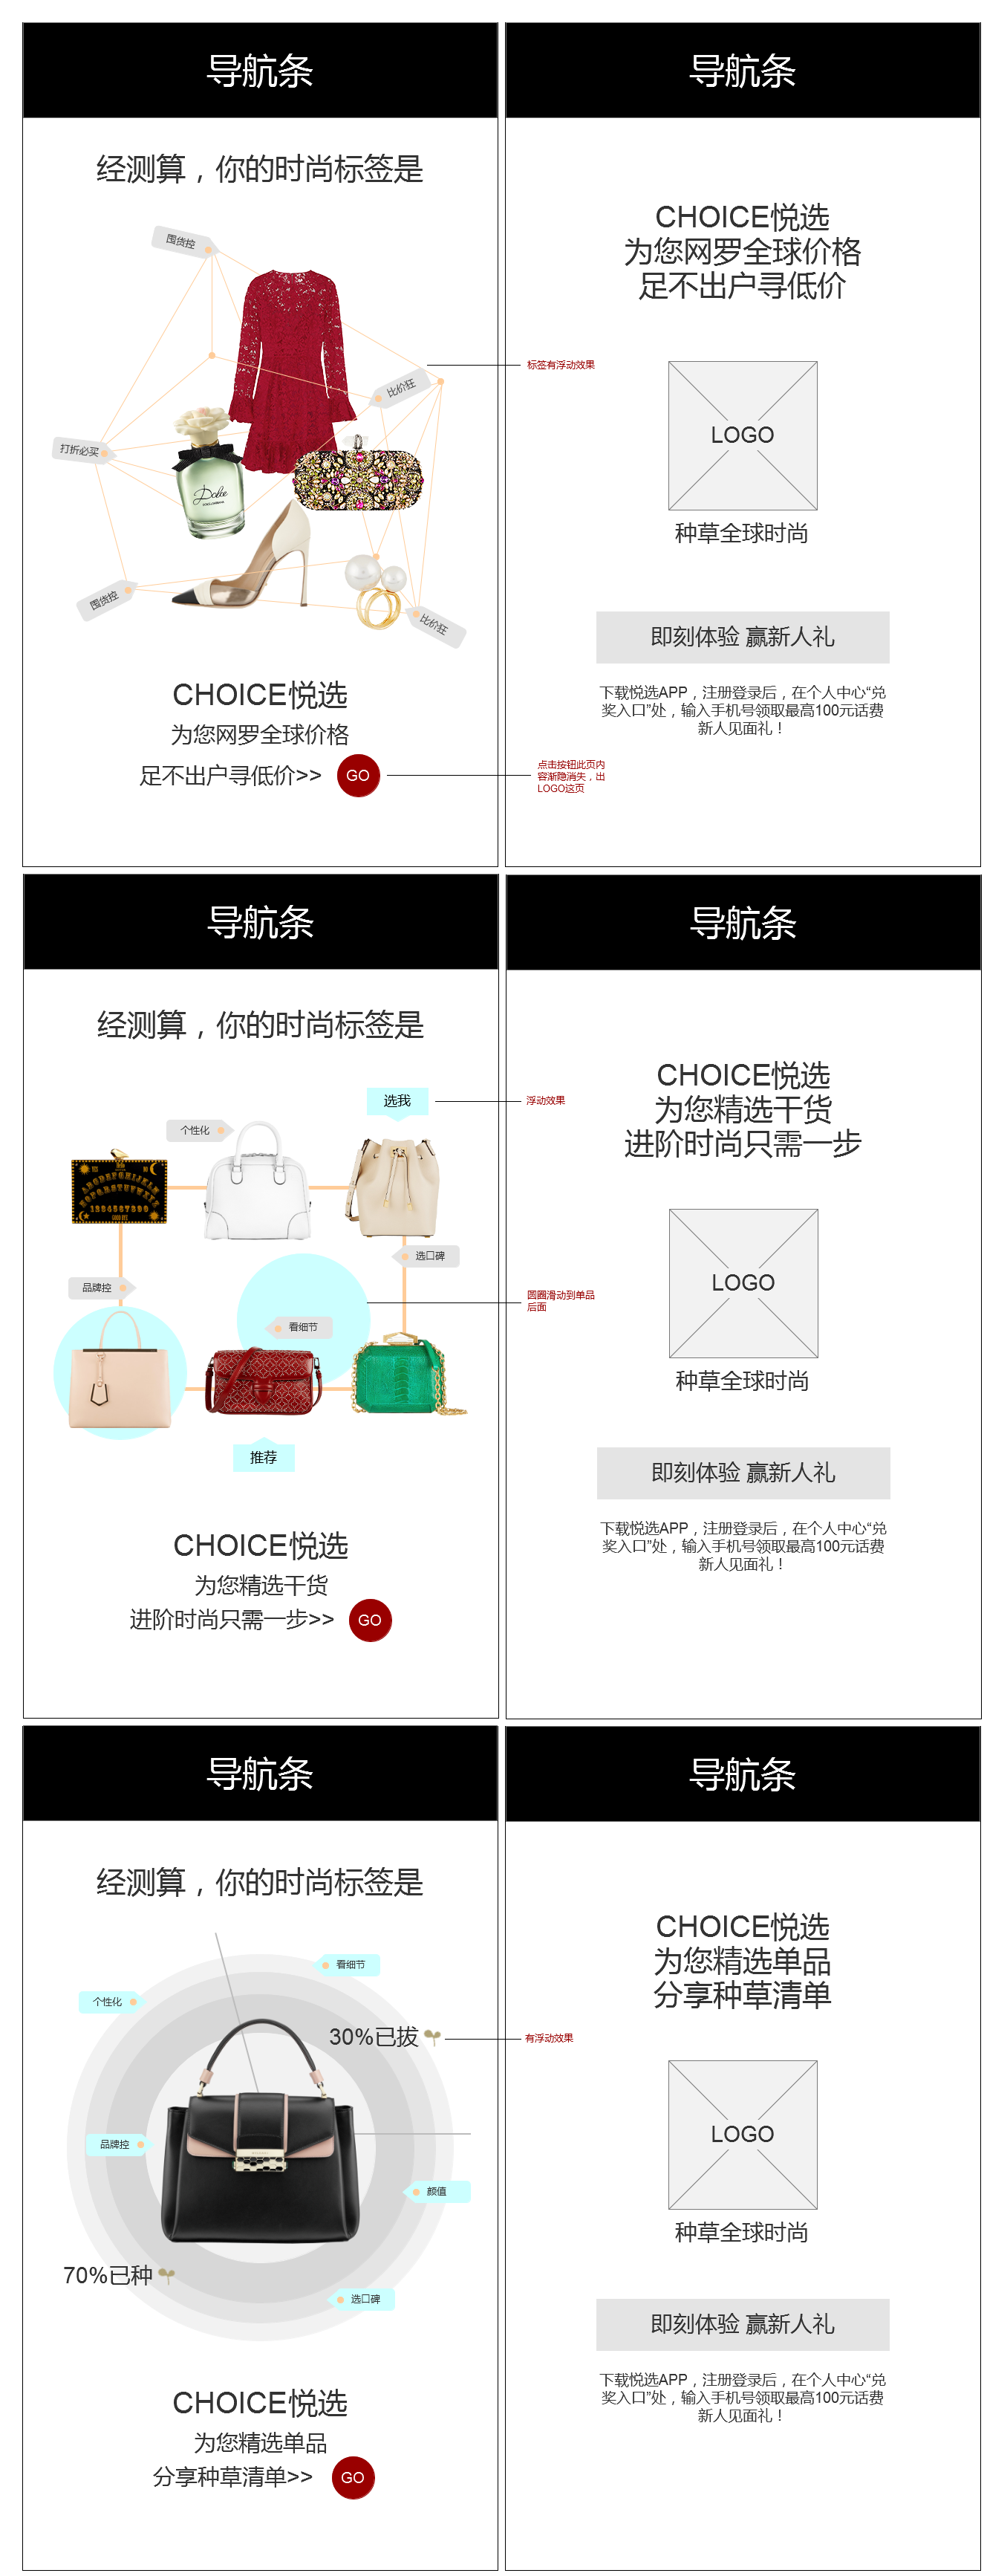 导航条
经测算，你的时尚标签是
囤货控
比价狂
打折必买
Dolce
囤货控
比价狂
CHOICE悦选
为您网罗全球价格
足不出户寻低价>>
GO
导航条
CHOICE悦选
为您网罗全球价格
足不出户寻低价
标签有浮动效果
LOGO
种草全球时尚
即刻体验 赢新人礼
下载悦选APP，注册登录后，在个人中心“兑
奖入口”处，输入手机号领取最高100元话费
新人见面礼！
点击按钮此页内
容渐隐消失，出
LOGO这页
导航条
经测算，你的时尚标签是
选我
个性化
ABCDEFGHIJKLM
NOPQRSTUVWXYZ
1234567890
GOOD BYE
选口碑
品牌控
看细节
推荐
CHOICE悦选
为您精选干货
进阶时尚只需一步>>
GO
导航条
CHOICE悦选
为您精选干货
进阶时尚只需一步
浮动效果
圆圈滑动到单品
后面
LOGO
种草全球时尚
即刻体验 赢新人礼
下载悦选APP，注册登录后，在个人中心“兑
奖入口”处，输入手机号领取最高100元话费
新人见面礼！
导航条
经测算，你的时尚标签是
看细节
个性化
30%已拔
品牌控
颜值
70%已种
选口碑
CHOICE悦选
为您精选单品
分享种草清单>>
GO
导航条
CHOICE悦选
为您精选单品
分享种草清单
有浮动效果
LOGO
种草全球时尚
即刻体验 赢新人礼
下载悦选APP，注册登录后，在个人中心“兑
奖入口”处，输入手机号领取最高100元话费
新人见面礼！